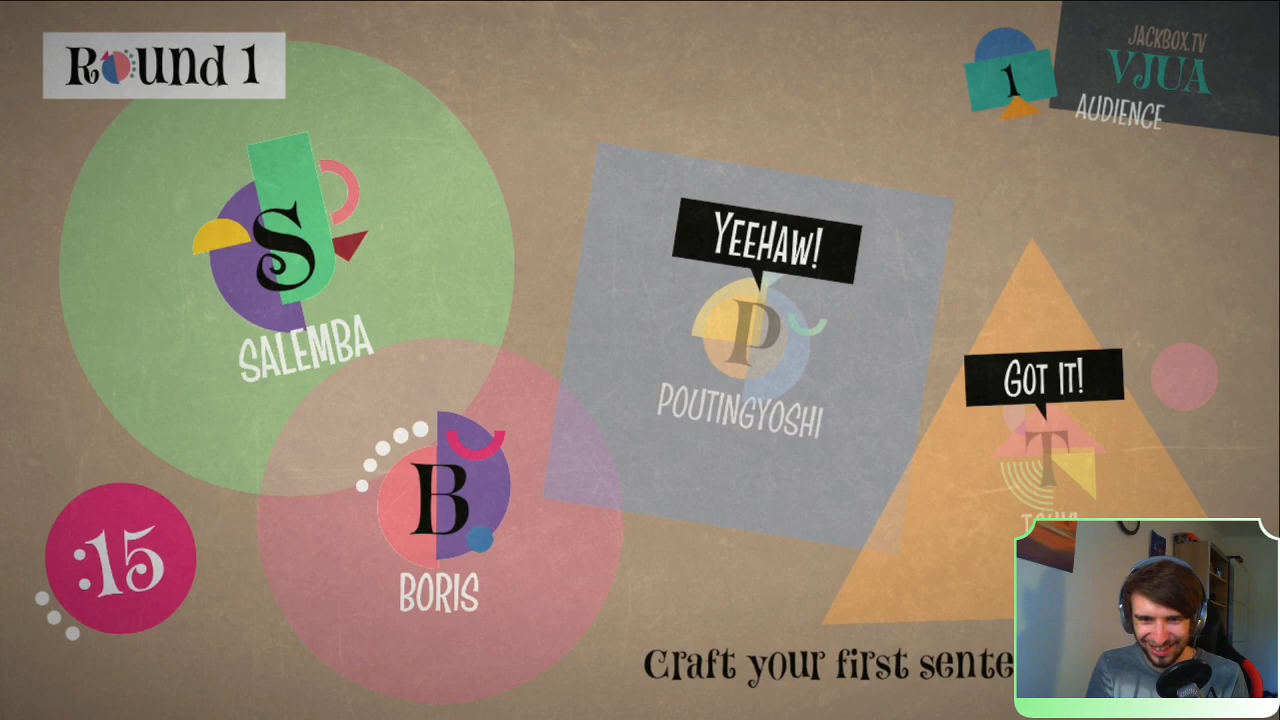 Round 1
JACKBOX.TV
VJUA
1
AUDIENCE
S
SALEMBA
YEEHAW!
P
POUTINGYOSHI
GOT IT!
T
B
BORIS
:15
Craft your first sente